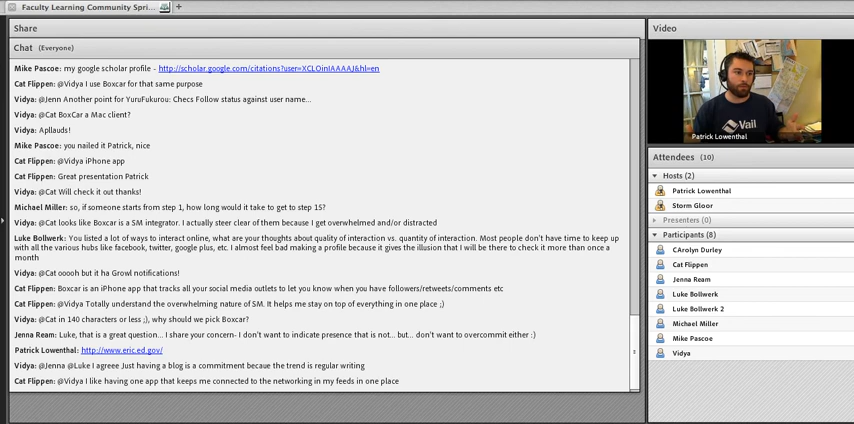 Faculty Learning Community Spri...
Share
Chat (Everyone)
Mike Pascoe: my google scholar profile - http://scholar.google.com/citations?user=XCLOinIAAAAJ&hl=en
Cat Flippen: @Vidya I use Boxcar for that same purpose
Vidya: @Jenn Another point for YuruFukurou: Checs Follow status against user name...
Vidya: @Cat BoxCar a Mac client?
Vidya: Apllauds!
Mike Pascoe: you nailed it Patrick, nice
Cat Flippen: @Vidya iPhone app
Cat Flippen: Great presentation Patrick
Vidya: @Cat Will check it out thanks!
Michael Miller: so, if someone starts from step 1, how long would it take to get to step 15?
Vidya: @Cat looks like Boxcar is a SM integrator. I actually steer clear of them because I get overwhelmed and/or distracted
Luke Bollwerk: You listed a lot of ways to interact online, what are your thoughts about quality of interaction vs. quantity of interaction. Most people don't have time to keep up
with all the various hubs like facebook, twitter, google plus, etc. I almost feel bad making a profile because it gives the illusion that I will be there to check it more than once a
month
Vidya: @Cat ooooh but it ha Growl notifications!
Cat Flippen: Boxcar is an iPhone app that tracks all your social media outlets to let you know when you have followers/retweets/comments etc
Cat Flippen: @Vidya Totally understand the overwhelming nature of SM. It helps me stay on top of everything in one place ;)
Vidya: @Cat in 140 characters or less ;), why should we pick Boxcar?
Jenna Ream: Luke, that is a great question... I share your concern- I don't want to indicate presence that is not... but... don't want to overcommit either :)
Patrick Lowenthal: http://www.eric.ed.gov/
Vidya: @Jenna @Luke I agreee Just having a blog is a commitment becaue the trend is regular writing
Cat Flippen: @Vidya I like having one app that keeps me connected to the networking in my feeds in one place
Video
Vail
Patrick Lowenthal
Attendees (10)
Hosts (2)
Patrick Lowenthal
Storm Gloor
Presenters (0)
Participants (8)
CArolyn Durley
Cat Flippen
Jenna Ream
Luke Bollwerk
Luke Bollwerk 2
Michael Miller
Mike Pascoe
Vidya